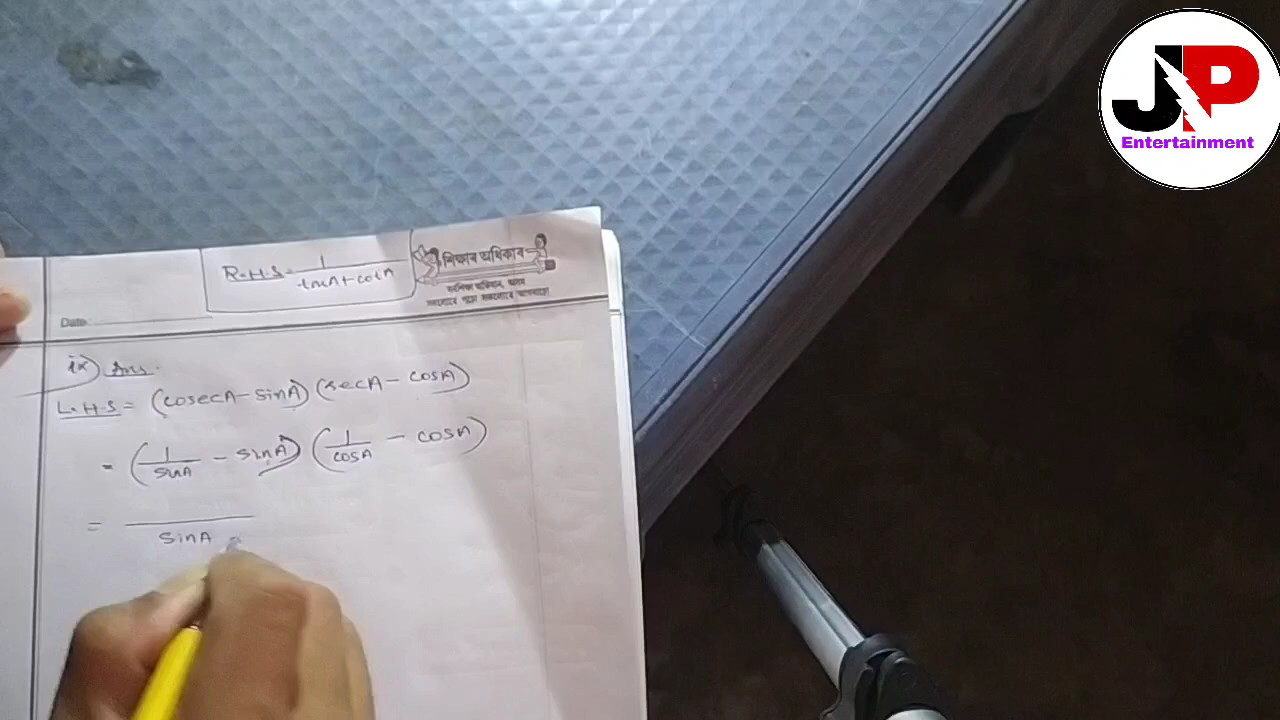 JP
Entertainment
R.H.S = 1/(tanA + cotA)
শিক্ষাৰ অধিকাৰ
Date
ix) Ans.
L.H.S = (cosecA - sinA) (secA - cosA)
= (1/sinA - sinA) (1/cosA - cosA)
=
sinA